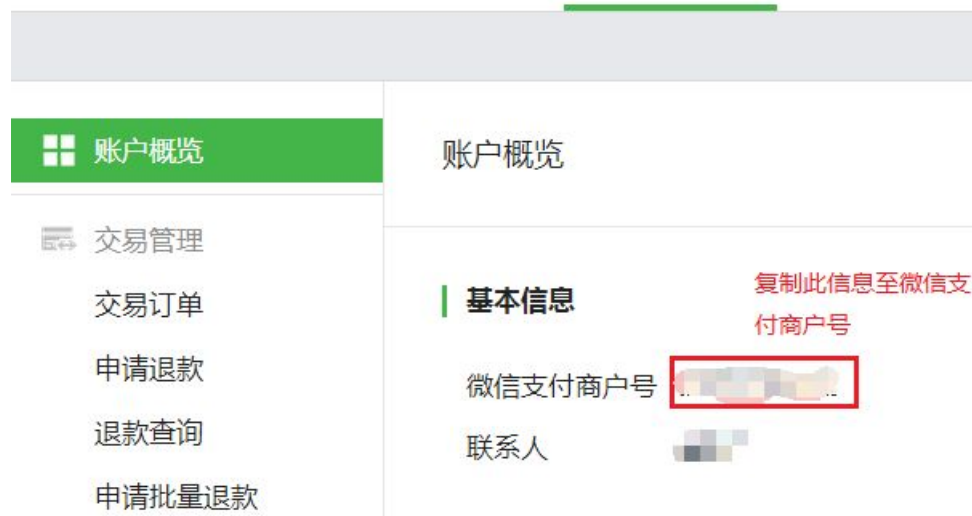 账户概览
交易管理
交易订单
申请退款
退款查询
申请批量退款
账户概览
基本信息
复制此信息至微信支
付商户号
微信支付商户号
联系人